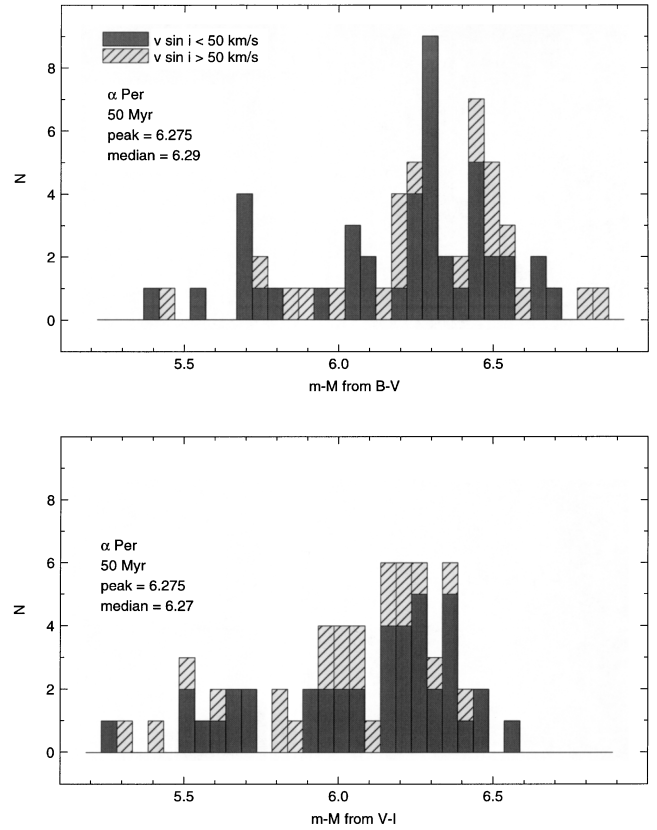 v sin i < 50 km/s
v sin i > 50 km/s
α Per
50 Myr
peak = 6.275
median = 6.29
8
6
4
2
0
N
5.5 6.0 6.5
m-M from B-V
α Per
50 Myr
peak = 6.275
median = 6.27
8
6
4
2
0
N
5.5 6.0 6.5
m-M from V-I